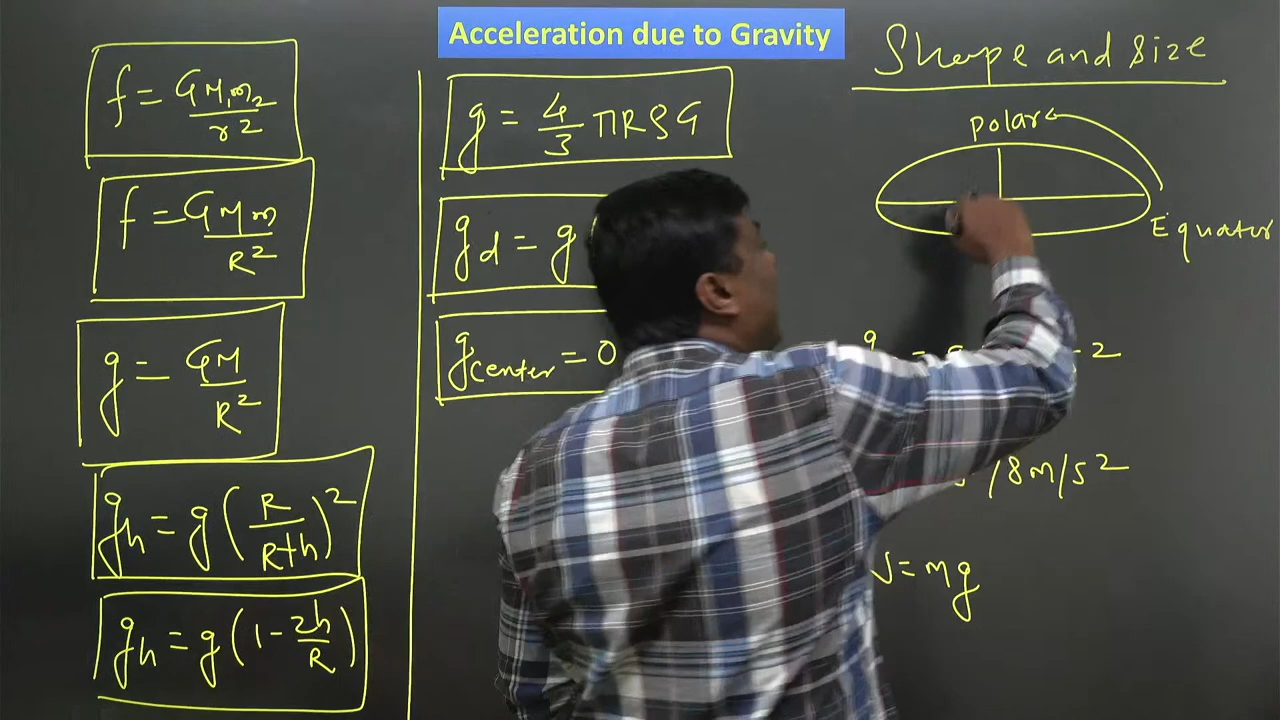 Acceleration due to Gravity
f = GM₁m₂/r²
f = GMm/R²
g = GM/R²
gh = g(R/R+h)²
gh = g(1 - 2h/R)
g = 4/3 πRρG
gd = g
gcenter = 0
Shape and Size
Polar
Equator
/8m/s²
= mg